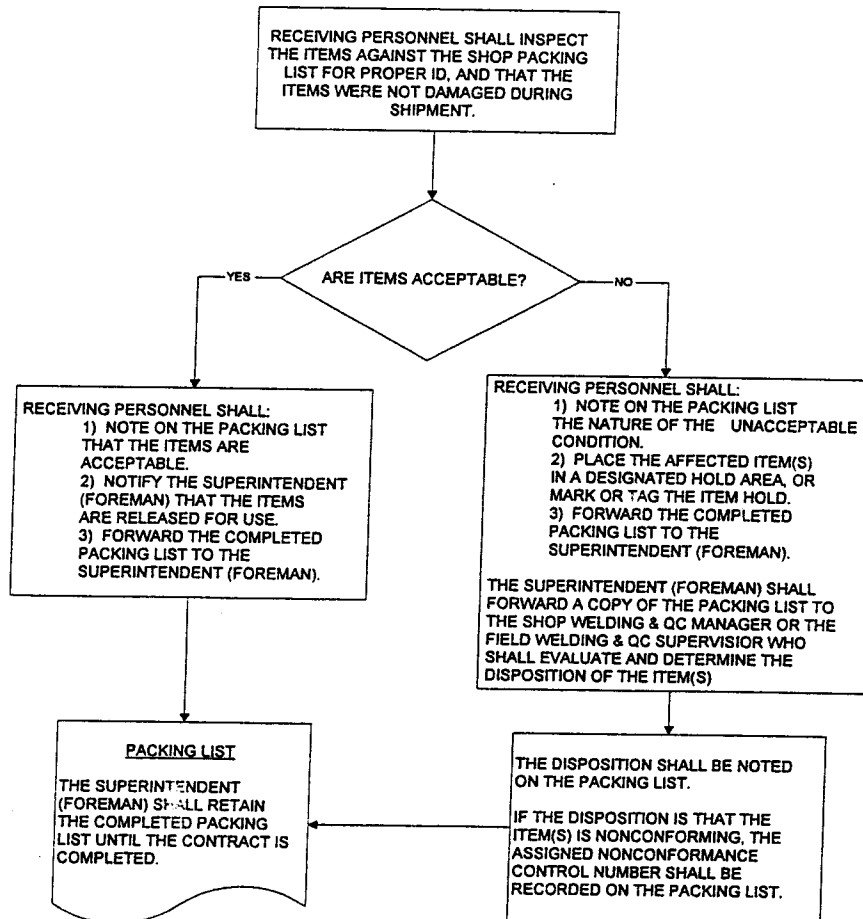 RECEIVING PERSONNEL SHALL INSPECT
THE ITEMS AGAINST THE SHOP PACKING
LIST FOR PROPER ID, AND THAT THE
ITEMS WERE NOT DAMAGED DURING
SHIPMENT.
ARE ITEMS ACCEPTABLE?
YES
NO
RECEIVING PERSONNEL SHALL:
1) NOTE ON THE PACKING LIST
THAT THE ITEMS ARE
ACCEPTABLE.
2) NOTIFY THE SUPERINTENDENT
(FOREMAN) THAT THE ITEMS
ARE RELEASED FOR USE.
3) FORWARD THE COMPLETED
PACKING LIST TO THE
SUPERINTENDENT (FOREMAN).
RECEIVING PERSONNEL SHALL:
1) NOTE ON THE PACKING LIST
THE NATURE OF THE UNACCEPTABLE
CONDITION.
2) PLACE THE AFFECTED ITEM(S)
IN A DESIGNATED HOLD AREA, OR
MARK OR TAG THE ITEM HOLD.
3) FORWARD THE COMPLETED
PACKING LIST TO THE
SUPERINTENDENT (FOREMAN).
THE SUPERINTENDENT (FOREMAN) SHALL
FORWARD A COPY OF THE PACKING LIST TO
THE SHOP WELDING & QC MANAGER OR THE
FIELD WELDING & QC SUPERVISIOR WHO
SHALL EVALUATE AND DETERMINE THE
DISPOSITION OF THE ITEM(S)
PACKING LIST
THE SUPERINTENDENT
(FOREMAN) SHALL RETAIN
THE COMPLETED PACKING
LIST UNTIL THE CONTRACT IS
COMPLETED.
THE DISPOSITION SHALL BE NOTED
ON THE PACKING LIST.
IF THE DISPOSITION IS THAT THE
ITEM(S) IS NONCONFORMING, THE
ASSIGNED NONCONFORMANCE
CONTROL NUMBER SHALL BE
RECORDED ON THE PACKING LIST.